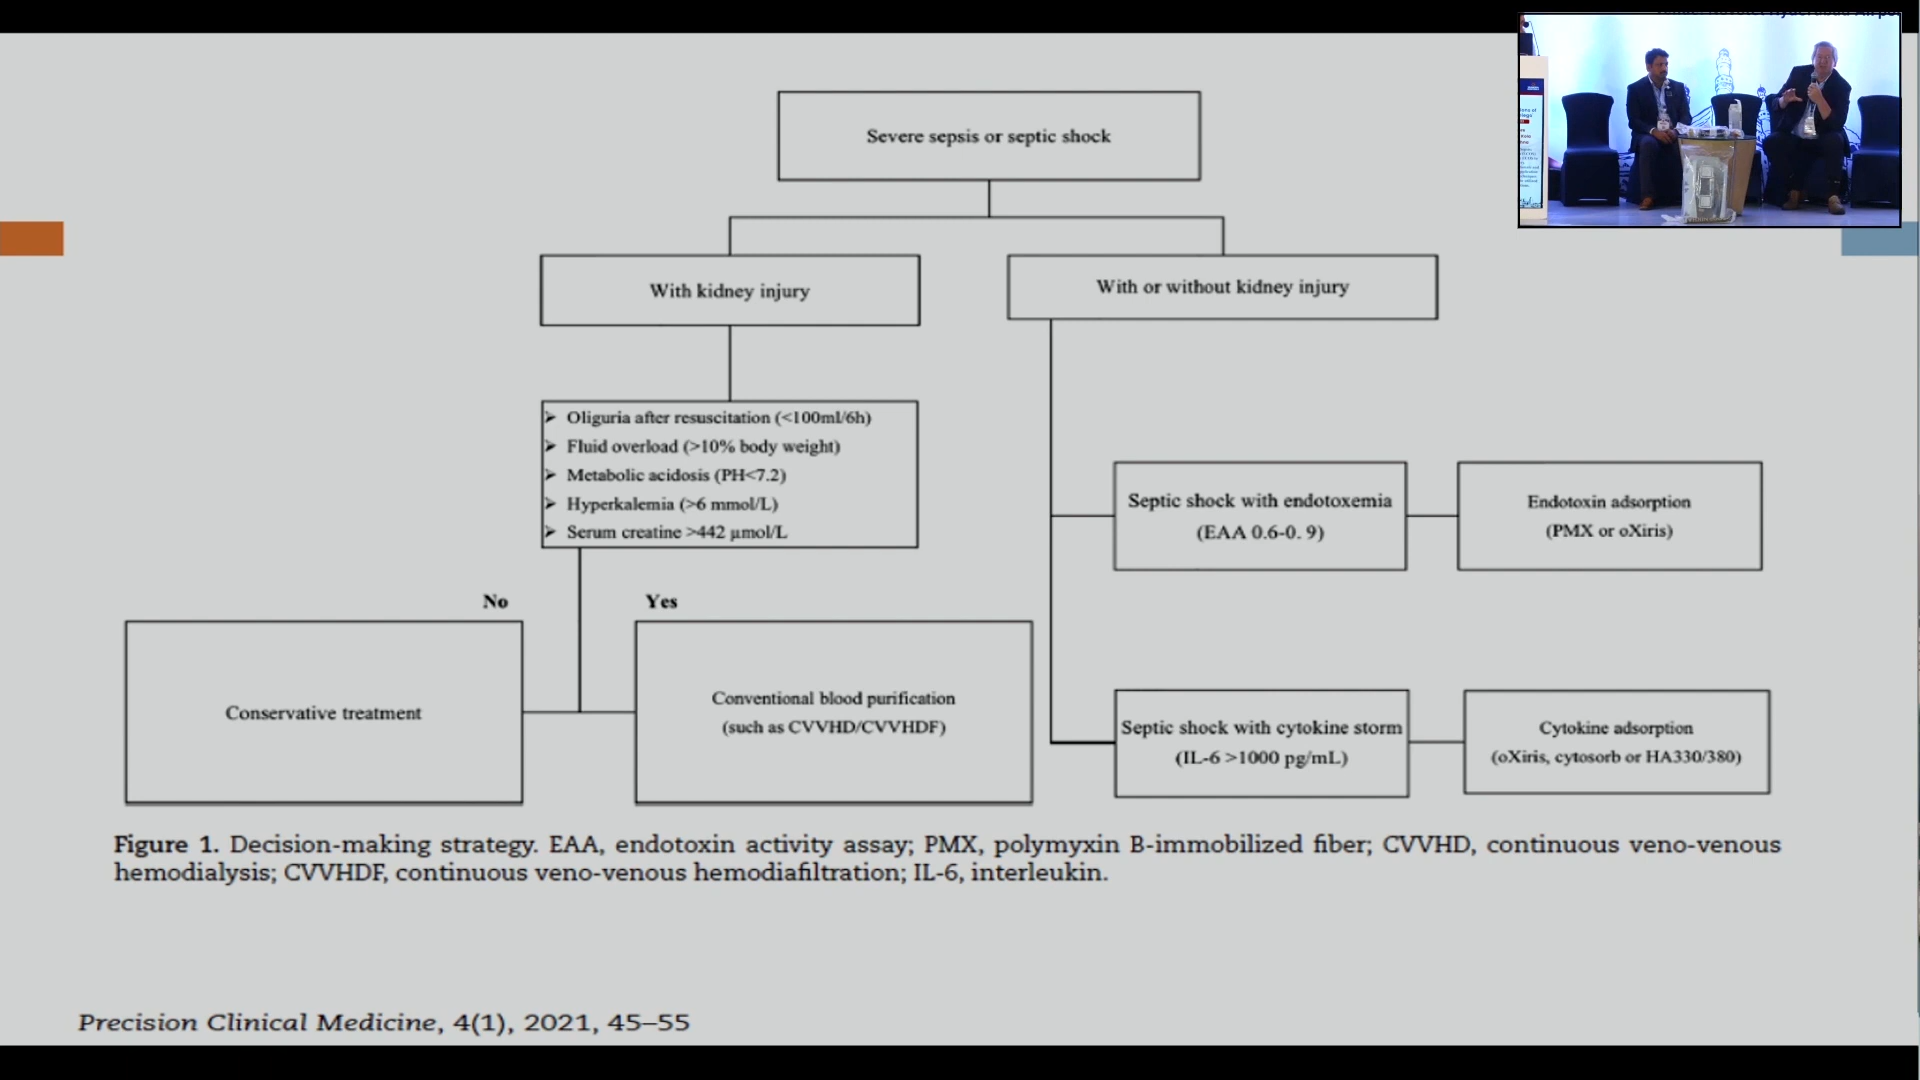 Severe sepsis or septic shock
With kidney injury
With or without kidney injury
➢ Oliguria after resuscitation (<100ml/6h)
➢ Fluid overload (>10% body weight)
➢ Metabolic acidosis (PH<7.2)
➢ Hyperkalemia (>6 mmol/L)
➢ Serum creatine >442 µmol/L
Septic shock with endotoxemia
(EAA 0.6-0. 9)
Endotoxin adsorption
(PMX or oXiris)
No
Yes
Conservative treatment
Conventional blood purification
(such as CVVHD/CVVHDF)
Septic shock with cytokine storm
(IL-6 >1000 pg/mL)
Cytokine adsorption
(oXiris, cytosorb or HA330/380)
Figure 1. Decision-making strategy. EAA, endotoxin activity assay; PMX, polymyxin B-immobilized fiber; CVVHD, continuous veno-venous
hemodialysis; CVVHDF, continuous veno-venous hemodiafiltration; IL-6, interleukin.
Precision Clinical Medicine, 4(1), 2021, 45–55